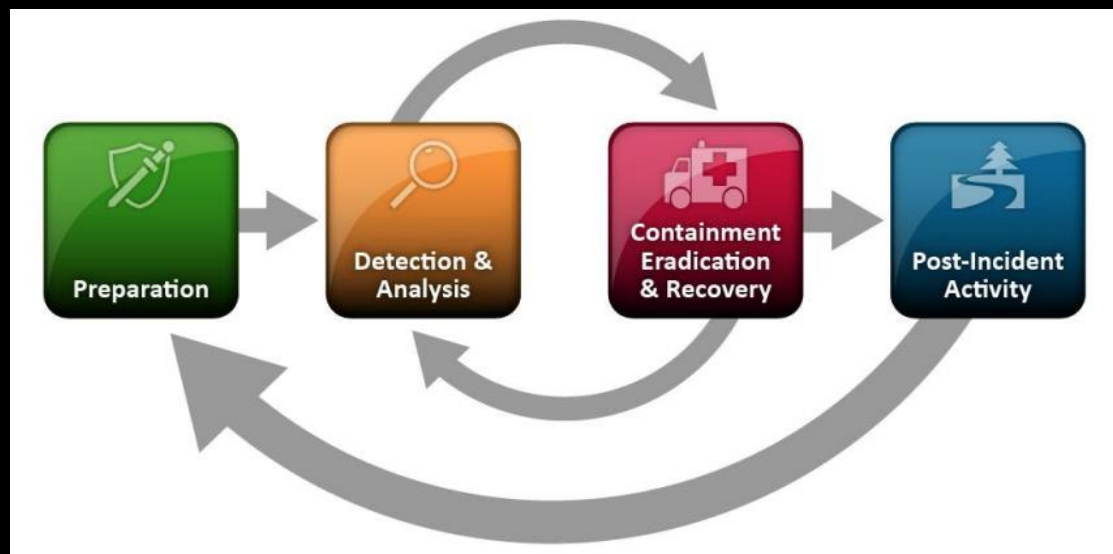 Preparation
Detection &
Analysis
Containment
Eradication
& Recovery
Post-Incident
Activity